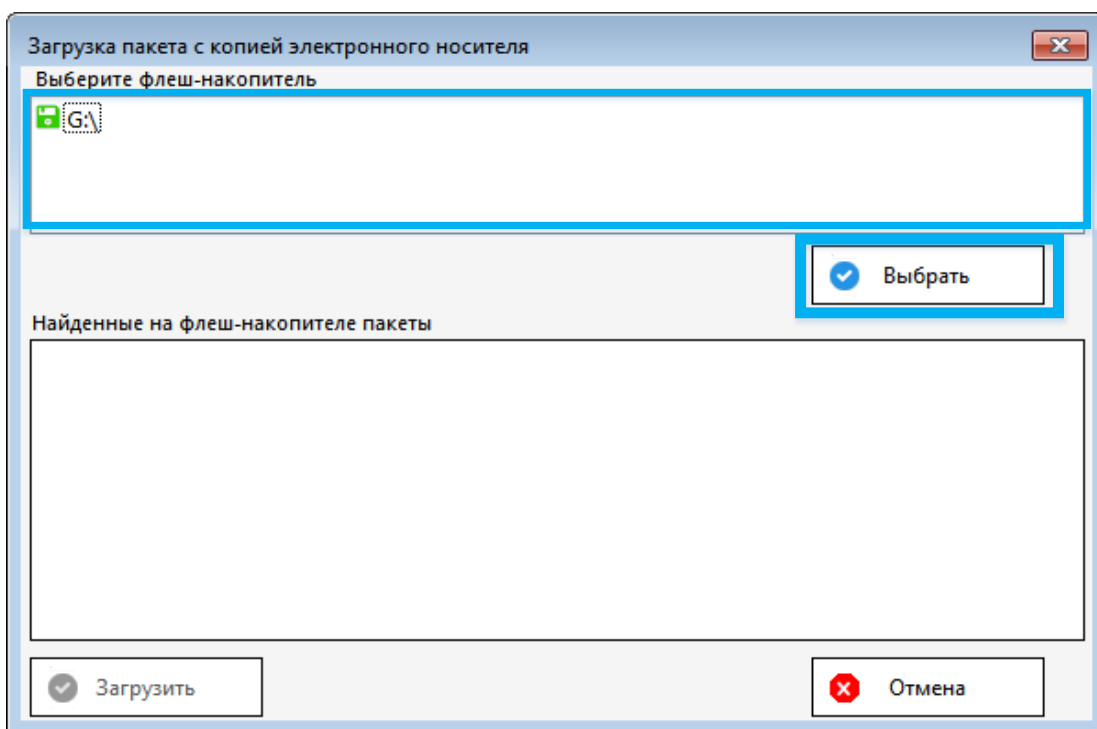 Загрузка пакета с копией электронного носителя
Выберите флеш-накопитель
G:\
Выбрать
Найденные на флеш-накопителе пакеты
Загрузить
Отмена